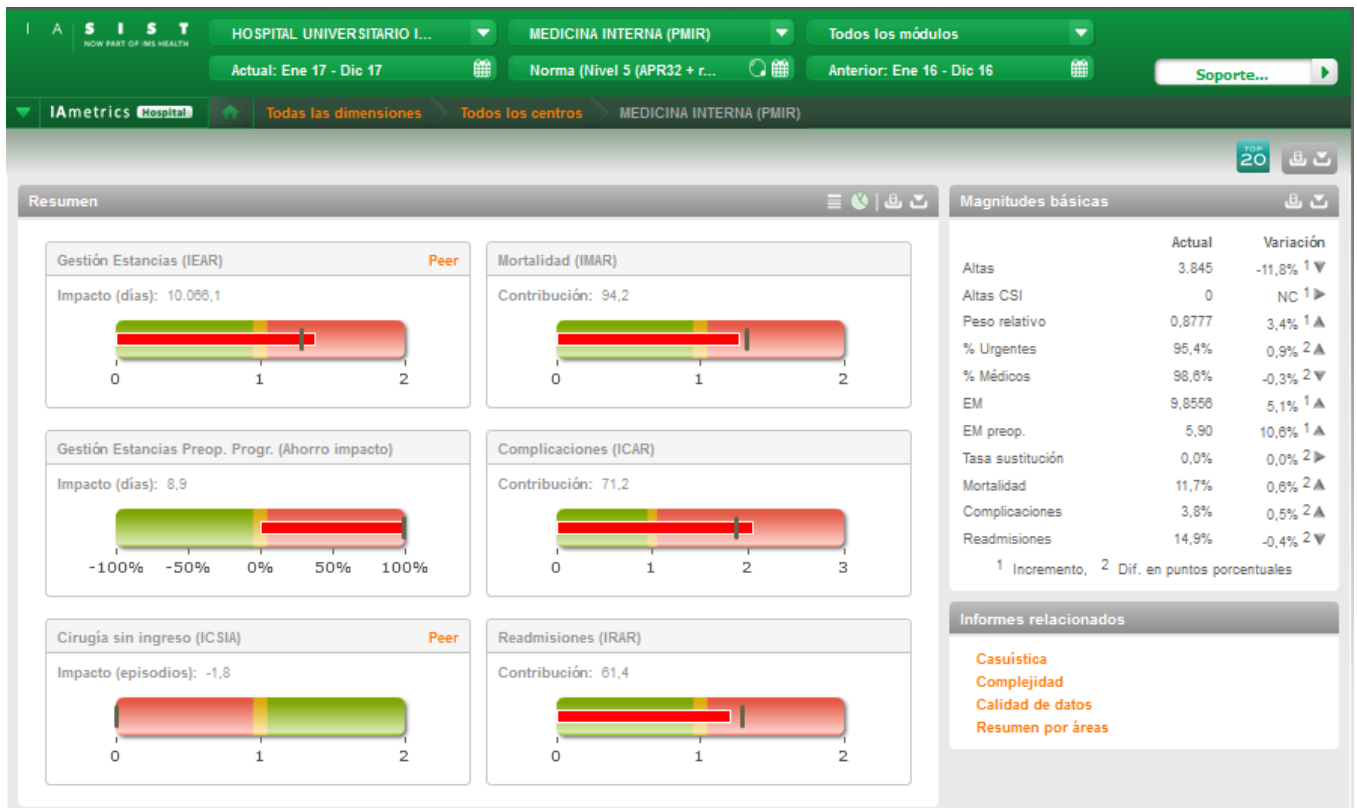 I A S I S T
NOW PART OF IMS HEALTH
HOSPITAL UNIVERSITARIO I...
MEDICINA INTERNA (PMIR)
Todos los módulos
Actual: Ene 17 - Dic 17
Norma (Nivel 5 (APR32 + r...
Anterior: Ene 16 - Dic 16
Soporte...
IAmetrics Hospital
Todas las dimensiones
Todos los centros
MEDICINA INTERNA (PMIR)
TOP 20
Resumen
Gestión Estancias (IEAR) Peer
Impacto (días): 10.066,1
0 1 2
Mortalidad (IMAR)
Contribución: 94,2
0 1 2
Gestión Estancias Preop. Progr. (Ahorro impacto)
Impacto (días): 8,9
-100% -50% 0% 50% 100%
Complicaciones (ICAR)
Contribución: 71,2
0 1 2 3
Cirugía sin ingreso (ICSIA) Peer
Impacto (episodios): -1,8
0 1 2
Readmisiones (IRAR)
Contribución: 61,4
0 1 2
Magnitudes básicas
Actual Variación
Altas 3.845 -11,8% 1
Altas CSI 0 NC 1
Peso relativo 0,8777 3,4% 1
% Urgentes 95,4% 0,9% 2
% Médicos 98,6% -0,3% 2
EM 9,8556 5,1% 1
EM preop. 5,90 10,6% 1
Tasa sustitución 0,0% 0,0% 2
Mortalidad 11,7% 0,6% 2
Complicaciones 3,8% 0,5% 2
Readmisiones 14,9% -0,4% 2
1 Incremento, 2 Dif. en puntos porcentuales
Informes relacionados
Casuística
Complejidad
Calidad de datos
Resumen por áreas